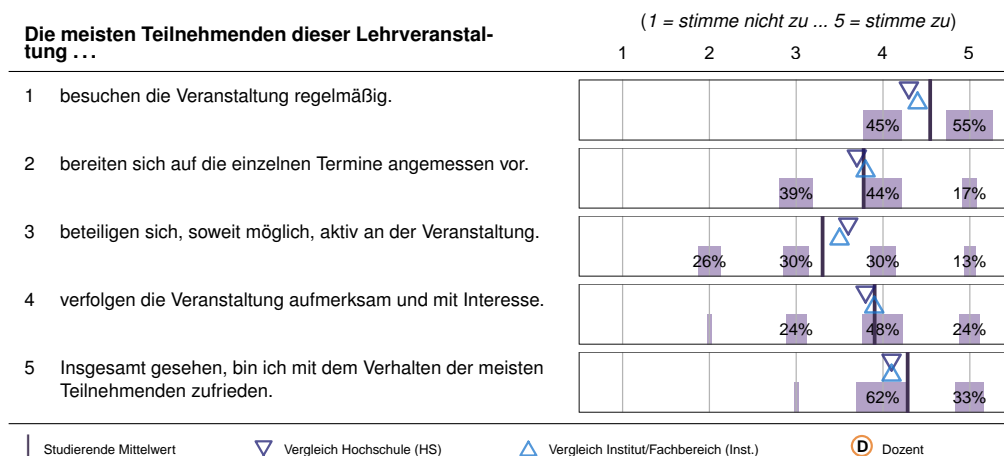 (1 = stimme nicht zu ... 5 = stimme zu)
Die meisten Teilnehmenden dieser Lehrveranstal-
tung ...
1 2 3 4 5
1 besuchen die Veranstaltung regelmäßig.
45% 55%
2 bereiten sich auf die einzelnen Termine angemessen vor.
39% 44% 17%
3 beteiligen sich, soweit möglich, aktiv an der Veranstaltung.
26% 30% 30% 13%
4 verfolgen die Veranstaltung aufmerksam und mit Interesse.
24% 48% 24%
5 Insgesamt gesehen, bin ich mit dem Verhalten der meisten
Teilnehmenden zufrieden.
62% 33%
Studierende Mittelwert Vergleich Hochschule (HS) Vergleich Institut/Fachbereich (Inst.) D Dozent